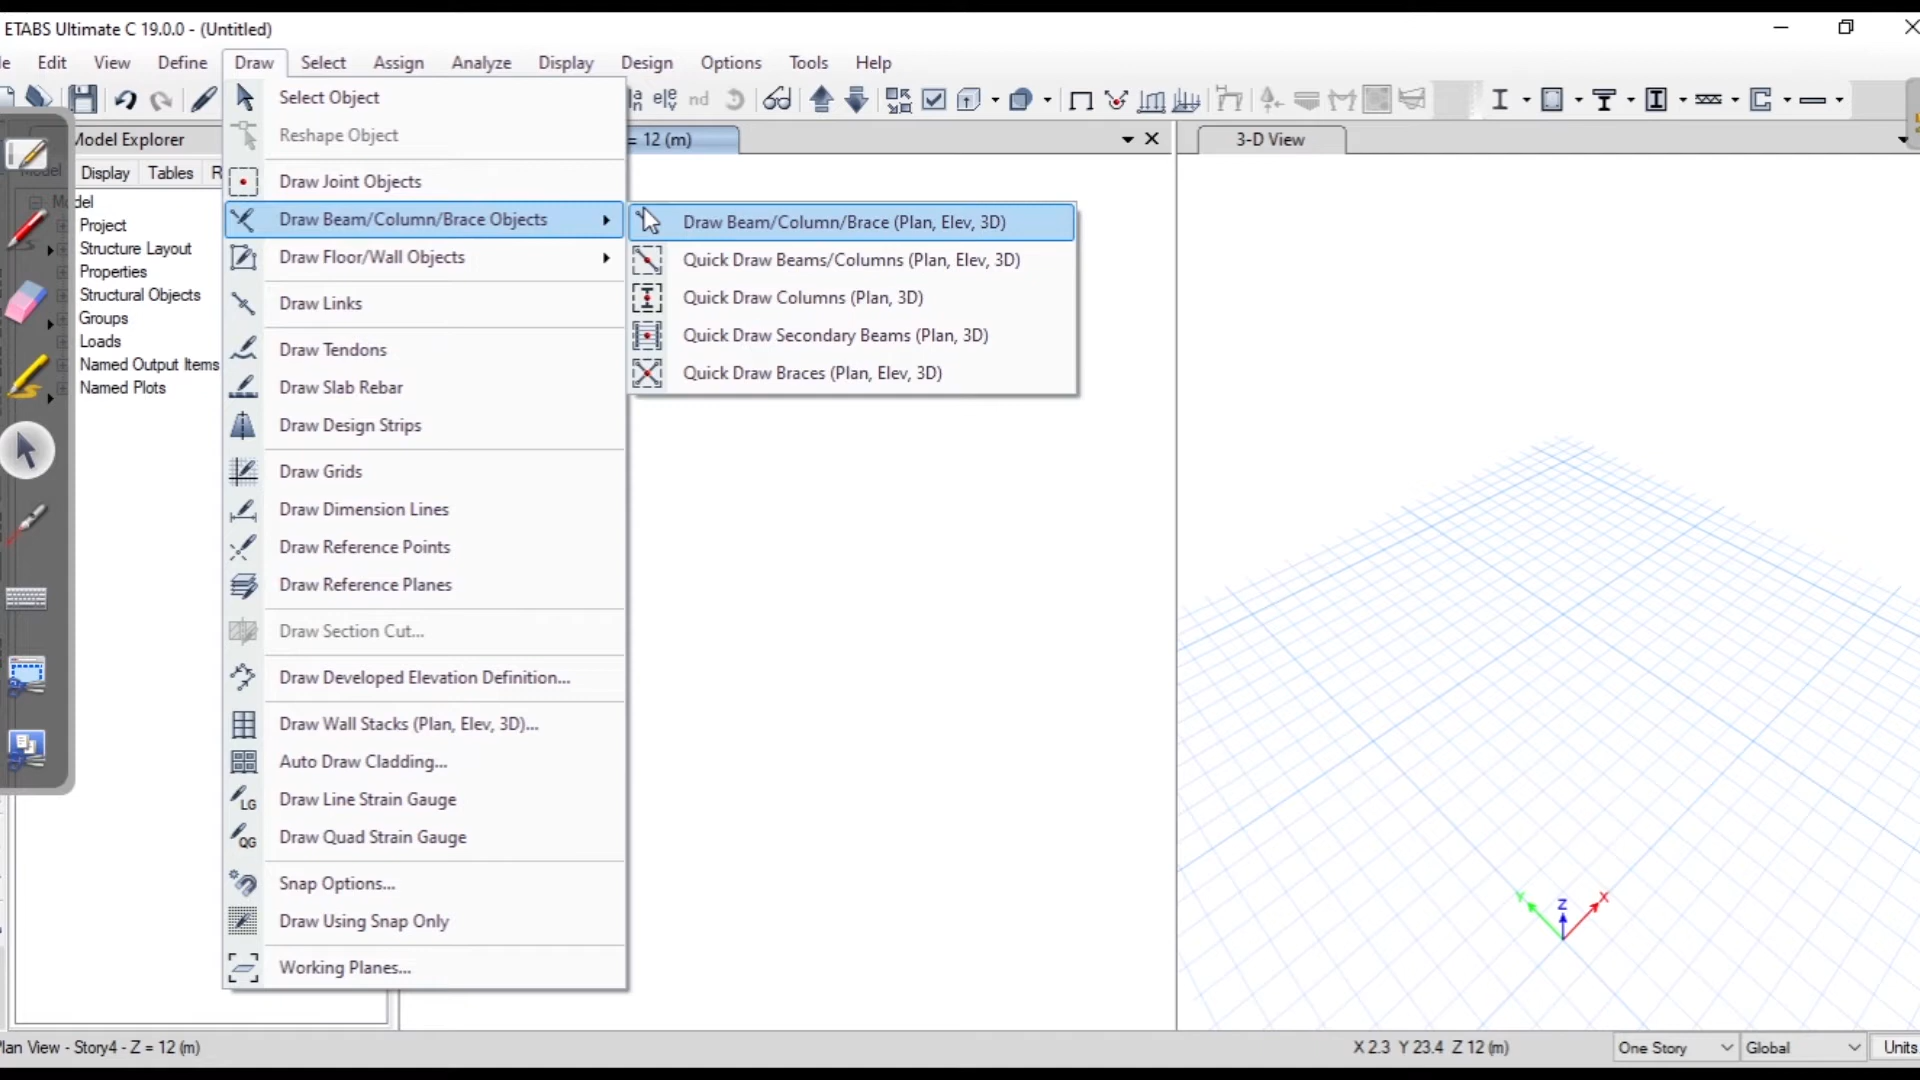 ETABS Ultimate C 19.0.0 - (Untitled)
Edit View Define Draw Select Assign Analyze Display Design Options Tools Help
nd
Model Explorer
= 12 (m)
3-D View
Model Display Tables R
Model
Project
Structure Layout
Properties
Structural Objects
Groups
Loads
Named Output Items
Named Plots
Select Object
Reshape Object
Draw Joint Objects
Draw Beam/Column/Brace Objects
Draw Floor/Wall Objects
Draw Links
Draw Tendons
Draw Slab Rebar
Draw Design Strips
Draw Grids
Draw Dimension Lines
Draw Reference Points
Draw Reference Planes
Draw Section Cut...
Draw Developed Elevation Definition...
Draw Wall Stacks (Plan, Elev, 3D)...
Auto Draw Cladding...
LG Draw Line Strain Gauge
QG Draw Quad Strain Gauge
Snap Options...
Draw Using Snap Only
Working Planes...
Draw Beam/Column/Brace (Plan, Elev, 3D)
Quick Draw Beams/Columns (Plan, Elev, 3D)
Quick Draw Columns (Plan, 3D)
Quick Draw Secondary Beams (Plan, 3D)
Quick Draw Braces (Plan, Elev, 3D)
Y Z X
lan View - Story4 - Z = 12 (m)
X 2.3 Y 23.4 Z 12 (m)
One Story
Global
Units